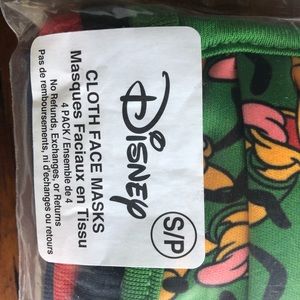 Disney
S/P
CLOTH FACE MASKS
Masques Faciaux en Tissu
4 PACK / Ensemble de 4
No Refunds, Exchanges, or Returns
Pas de remboursements, ni d'échanges ou retours